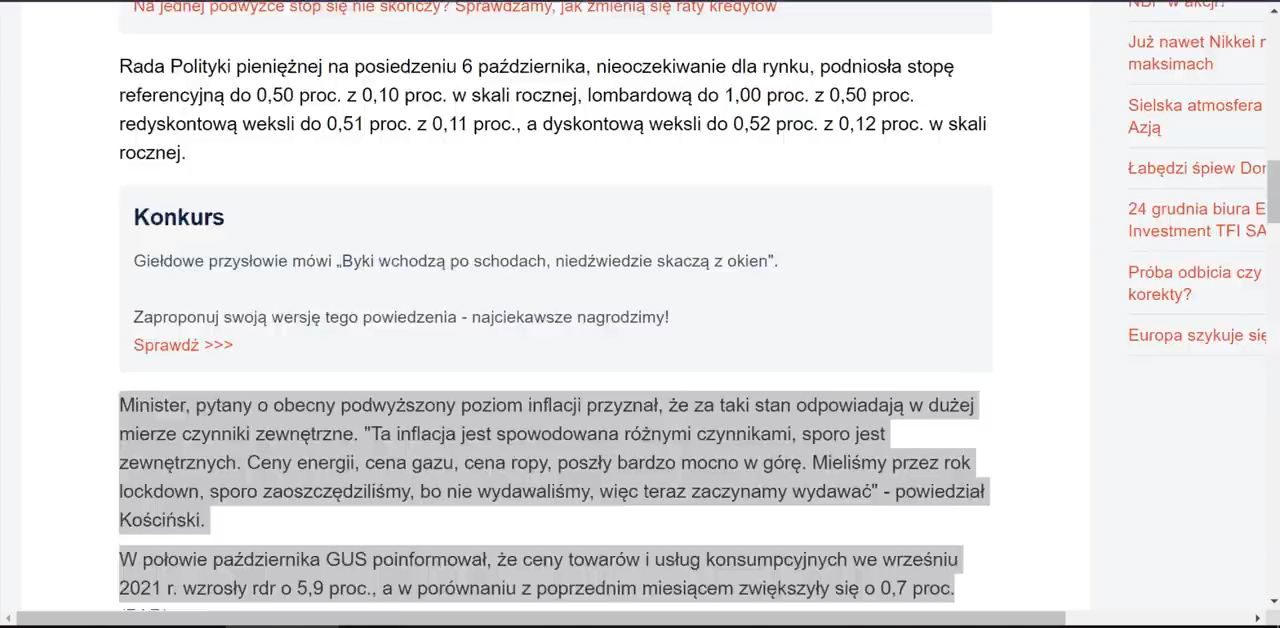 Na jednej podwyżce stop się nie skończy? Sprawdzamy, jak zmienią się raty kredytów
Rada Polityki pieniężnej na posiedzeniu 6 października, nieoczekiwanie dla rynku, podniosła stopę
referencyjną do 0,50 proc. z 0,10 proc. w skali rocznej, lombardową do 1,00 proc. z 0,50 proc.
redyskontową weksli do 0,51 proc. z 0,11 proc., a dyskontową weksli do 0,52 proc. z 0,12 proc. w skali
rocznej.
Konkurs
Giełdowe przysłowie mówi „Byki wchodzą po schodach, niedźwiedzie skaczą z okien".
Zaproponuj swoją wersję tego powiedzenia - najciekawsze nagrodzimy!
Sprawdź >>>
Minister, pytany o obecny podwyższony poziom inflacji przyznał, że za taki stan odpowiadają w dużej
mierze czynniki zewnętrzne. "Ta inflacja jest spowodowana różnymi czynnikami, sporo jest
zewnętrznych. Ceny energii, cena gazu, cena ropy, poszły bardzo mocno w górę. Mieliśmy przez rok
lockdown, sporo zaoszczędziliśmy, bo nie wydawaliśmy, więc teraz zaczynamy wydawać" - powiedział
Kościński.
W połowie października GUS poinformował, że ceny towarów i usług konsumpcyjnych we wrześniu
2021 r. wzrosły rdr o 5,9 proc., a w porównaniu z poprzednim miesiącem zwiększyły się o 0,7 proc.
NBP w akcji?
Już nawet Nikkei
maksimach
Sielska atmosfera
Azją
Łabędzi śpiew
24 grudnia biura
Investment TFI SA
Próba odbicia czy
korekty?
Europa szykuje się